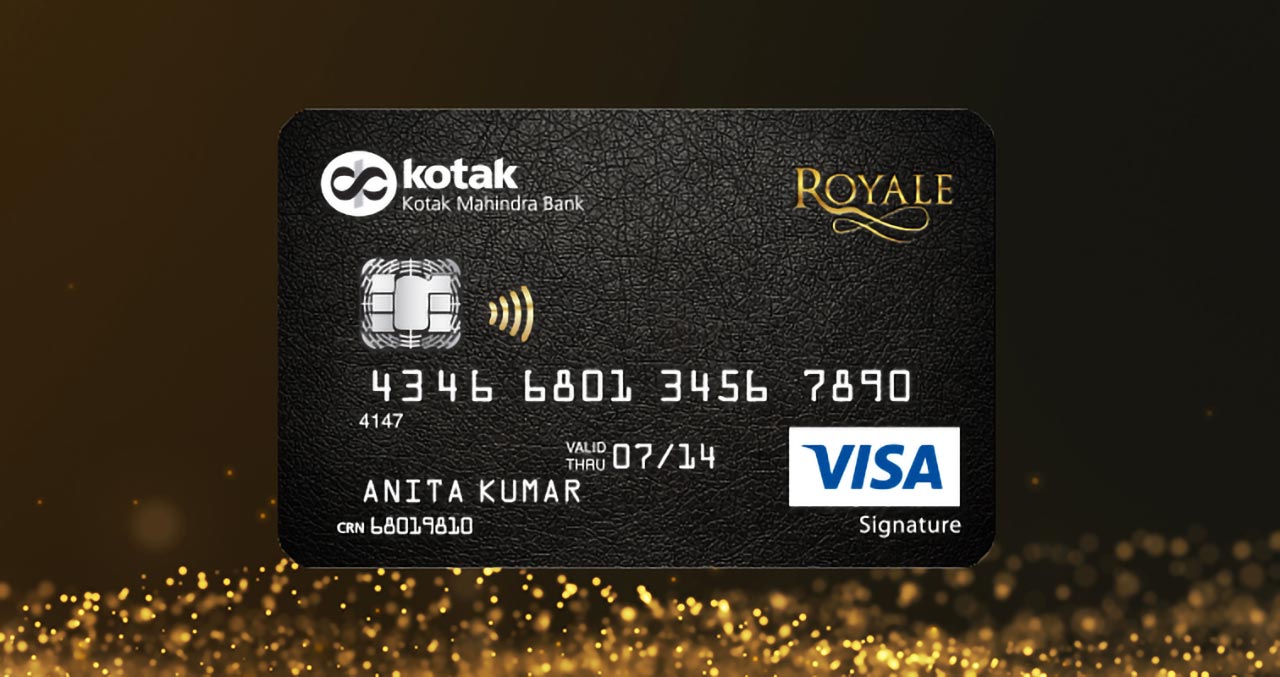 kotak
Kotak Mahindra Bank
ROYALE
4346 6801 3456 7890
4147
VALID THRU 07/14
ANITA KUMAR
CRN 68019810
VISA
Signature